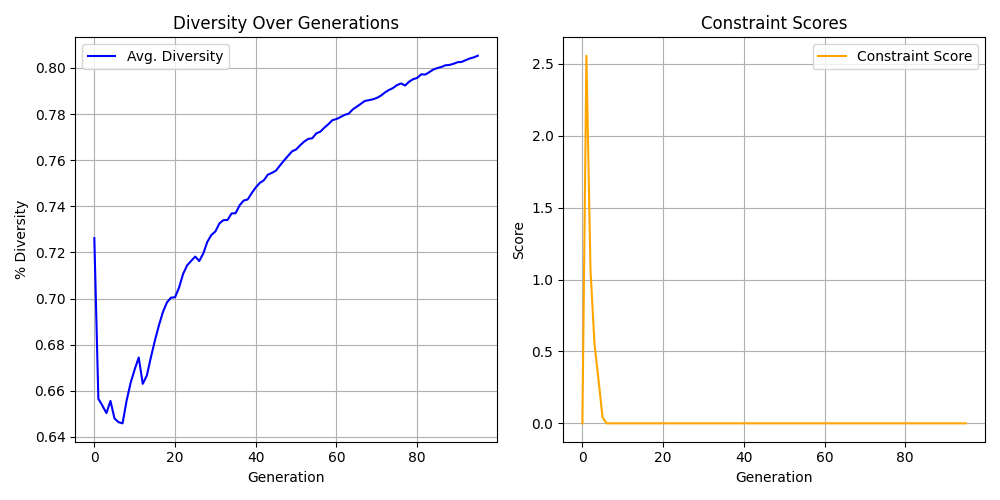 Diversity Over Generations
Avg. Diversity
0.80
0.78
0.76
0.74
0.72
0.70
0.68
0.66
0.64
% Diversity
0 20 40 60 80
Generation
Constraint Scores
Constraint Score
2.5
2.0
1.5
1.0
0.5
0.0
Score
0 20 40 60 80
Generation